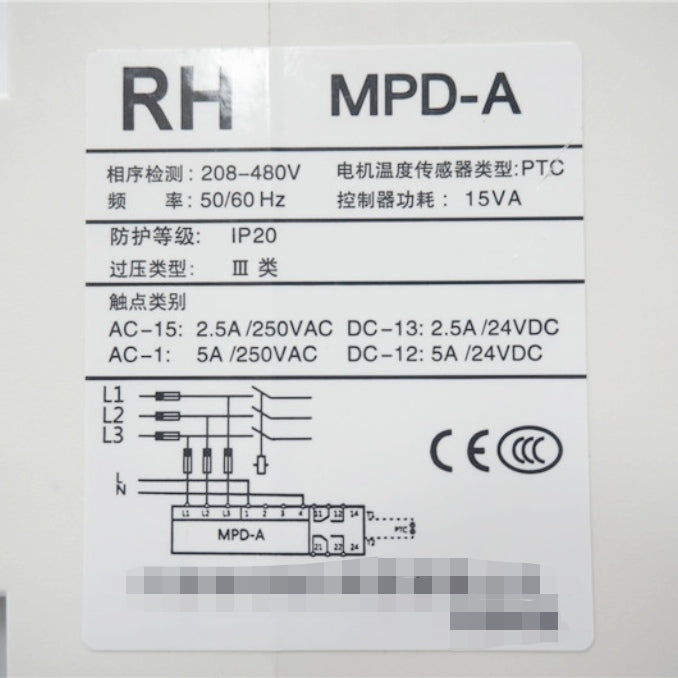 RH MPD-A
相序检测: 208-480V 电机温度传感器类型:PTC
频 率: 50/60Hz 控制器功耗: 15VA
防护等级: IP20
过压类型: Ⅲ 类
触点类别
AC-15: 2.5A/250VAC DC-13: 2.5A/24VDC
AC-1: 5A/250VAC DC-12: 5A/24VDC
L1
L2
L3
CE CCC
L
N
L1 L2 L3 1 2 3 4 11 12 14 T1
MPD-A PTC
21 22 24 T2